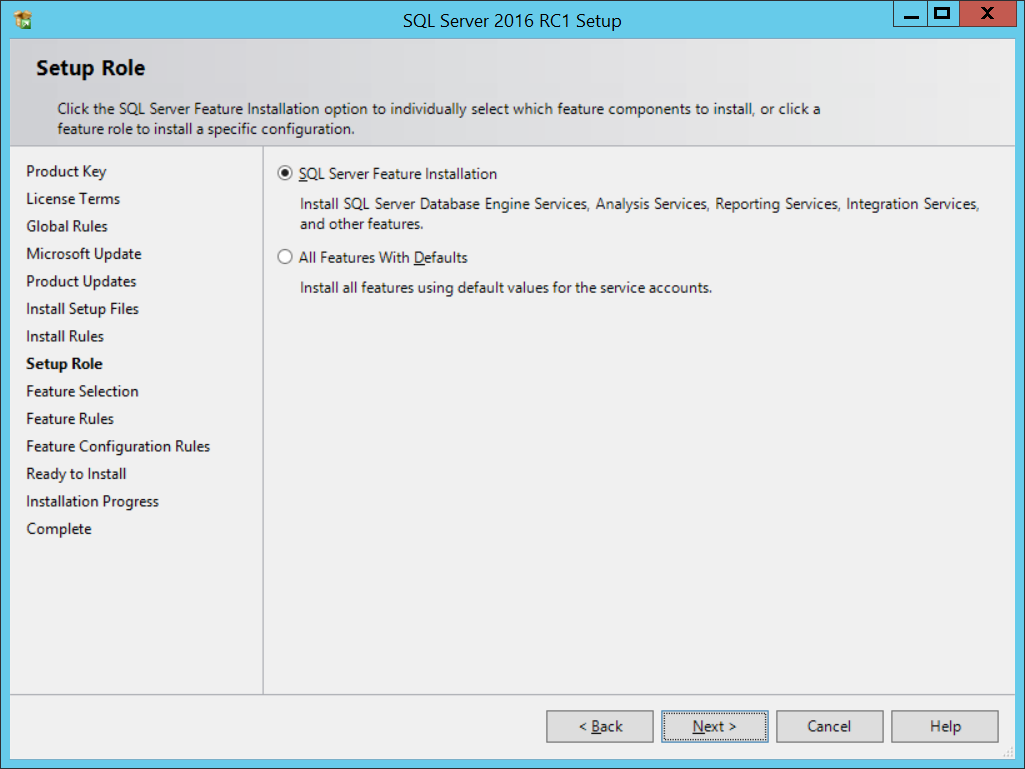 SQL Server 2016 RC1 Setup
Setup Role
Click the SQL Server Feature Installation option to individually select which feature components to install, or click a
feature role to install a specific configuration.
Product Key
License Terms
Global Rules
Microsoft Update
Product Updates
Install Setup Files
Install Rules
Setup Role
Feature Selection
Feature Rules
Feature Configuration Rules
Ready to Install
Installation Progress
Complete
SQL Server Feature Installation
Install SQL Server Database Engine Services, Analysis Services, Reporting Services, Integration Services,
and other features.
All Features With Defaults
Install all features using default values for the service accounts.
< Back
Next >
Cancel
Help